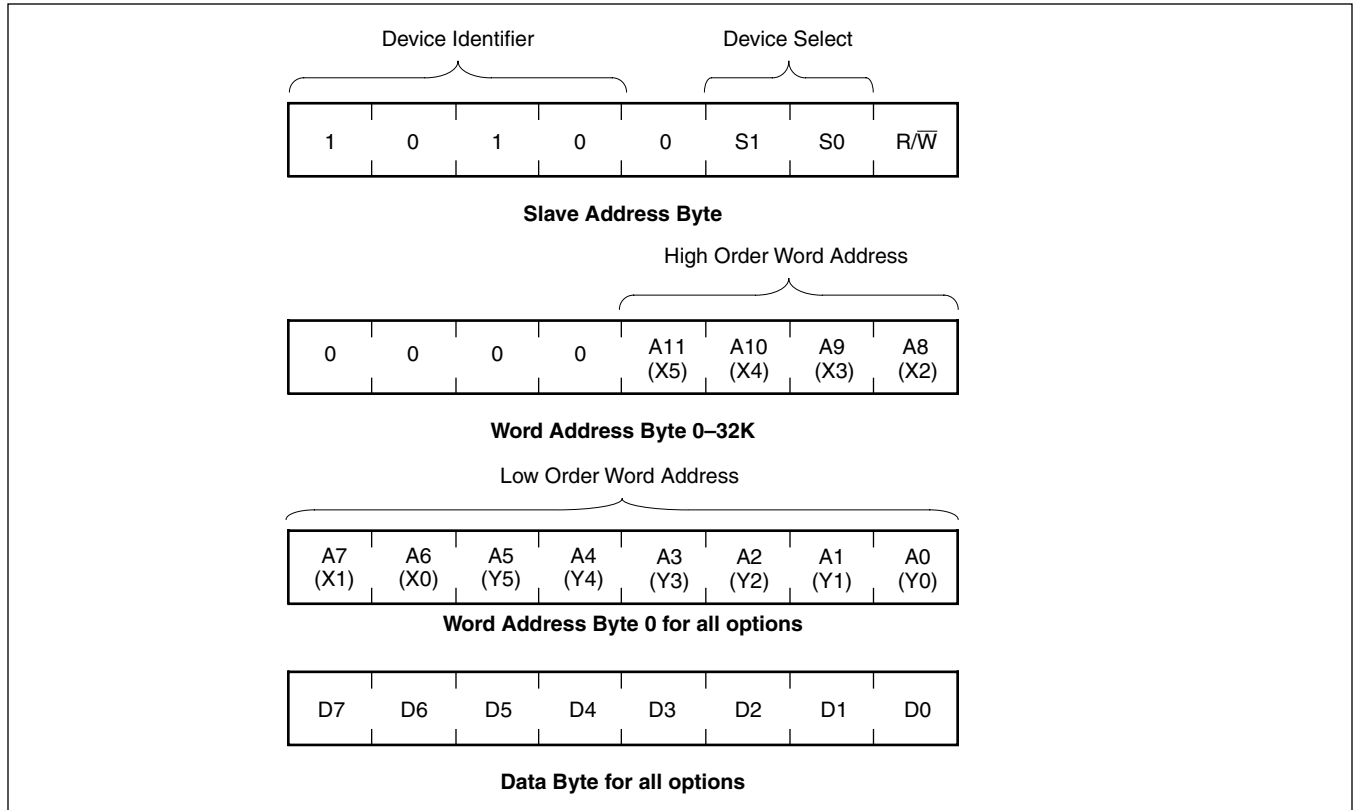 Device Identifier Device Select
1 0 1 0 0 S1 S0 R/W̅
Slave Address Byte
High Order Word Address
0 0 0 0 A11 A10 A9 A8
(X5) (X4) (X3) (X2)
Word Address Byte 0–32K
Low Order Word Address
A7 A6 A5 A4 A3 A2 A1 A0
(X1) (X0) (Y5) (Y4) (Y3) (Y2) (Y1) (Y0)
Word Address Byte 0 for all options
D7 D6 D5 D4 D3 D2 D1 D0
Data Byte for all options